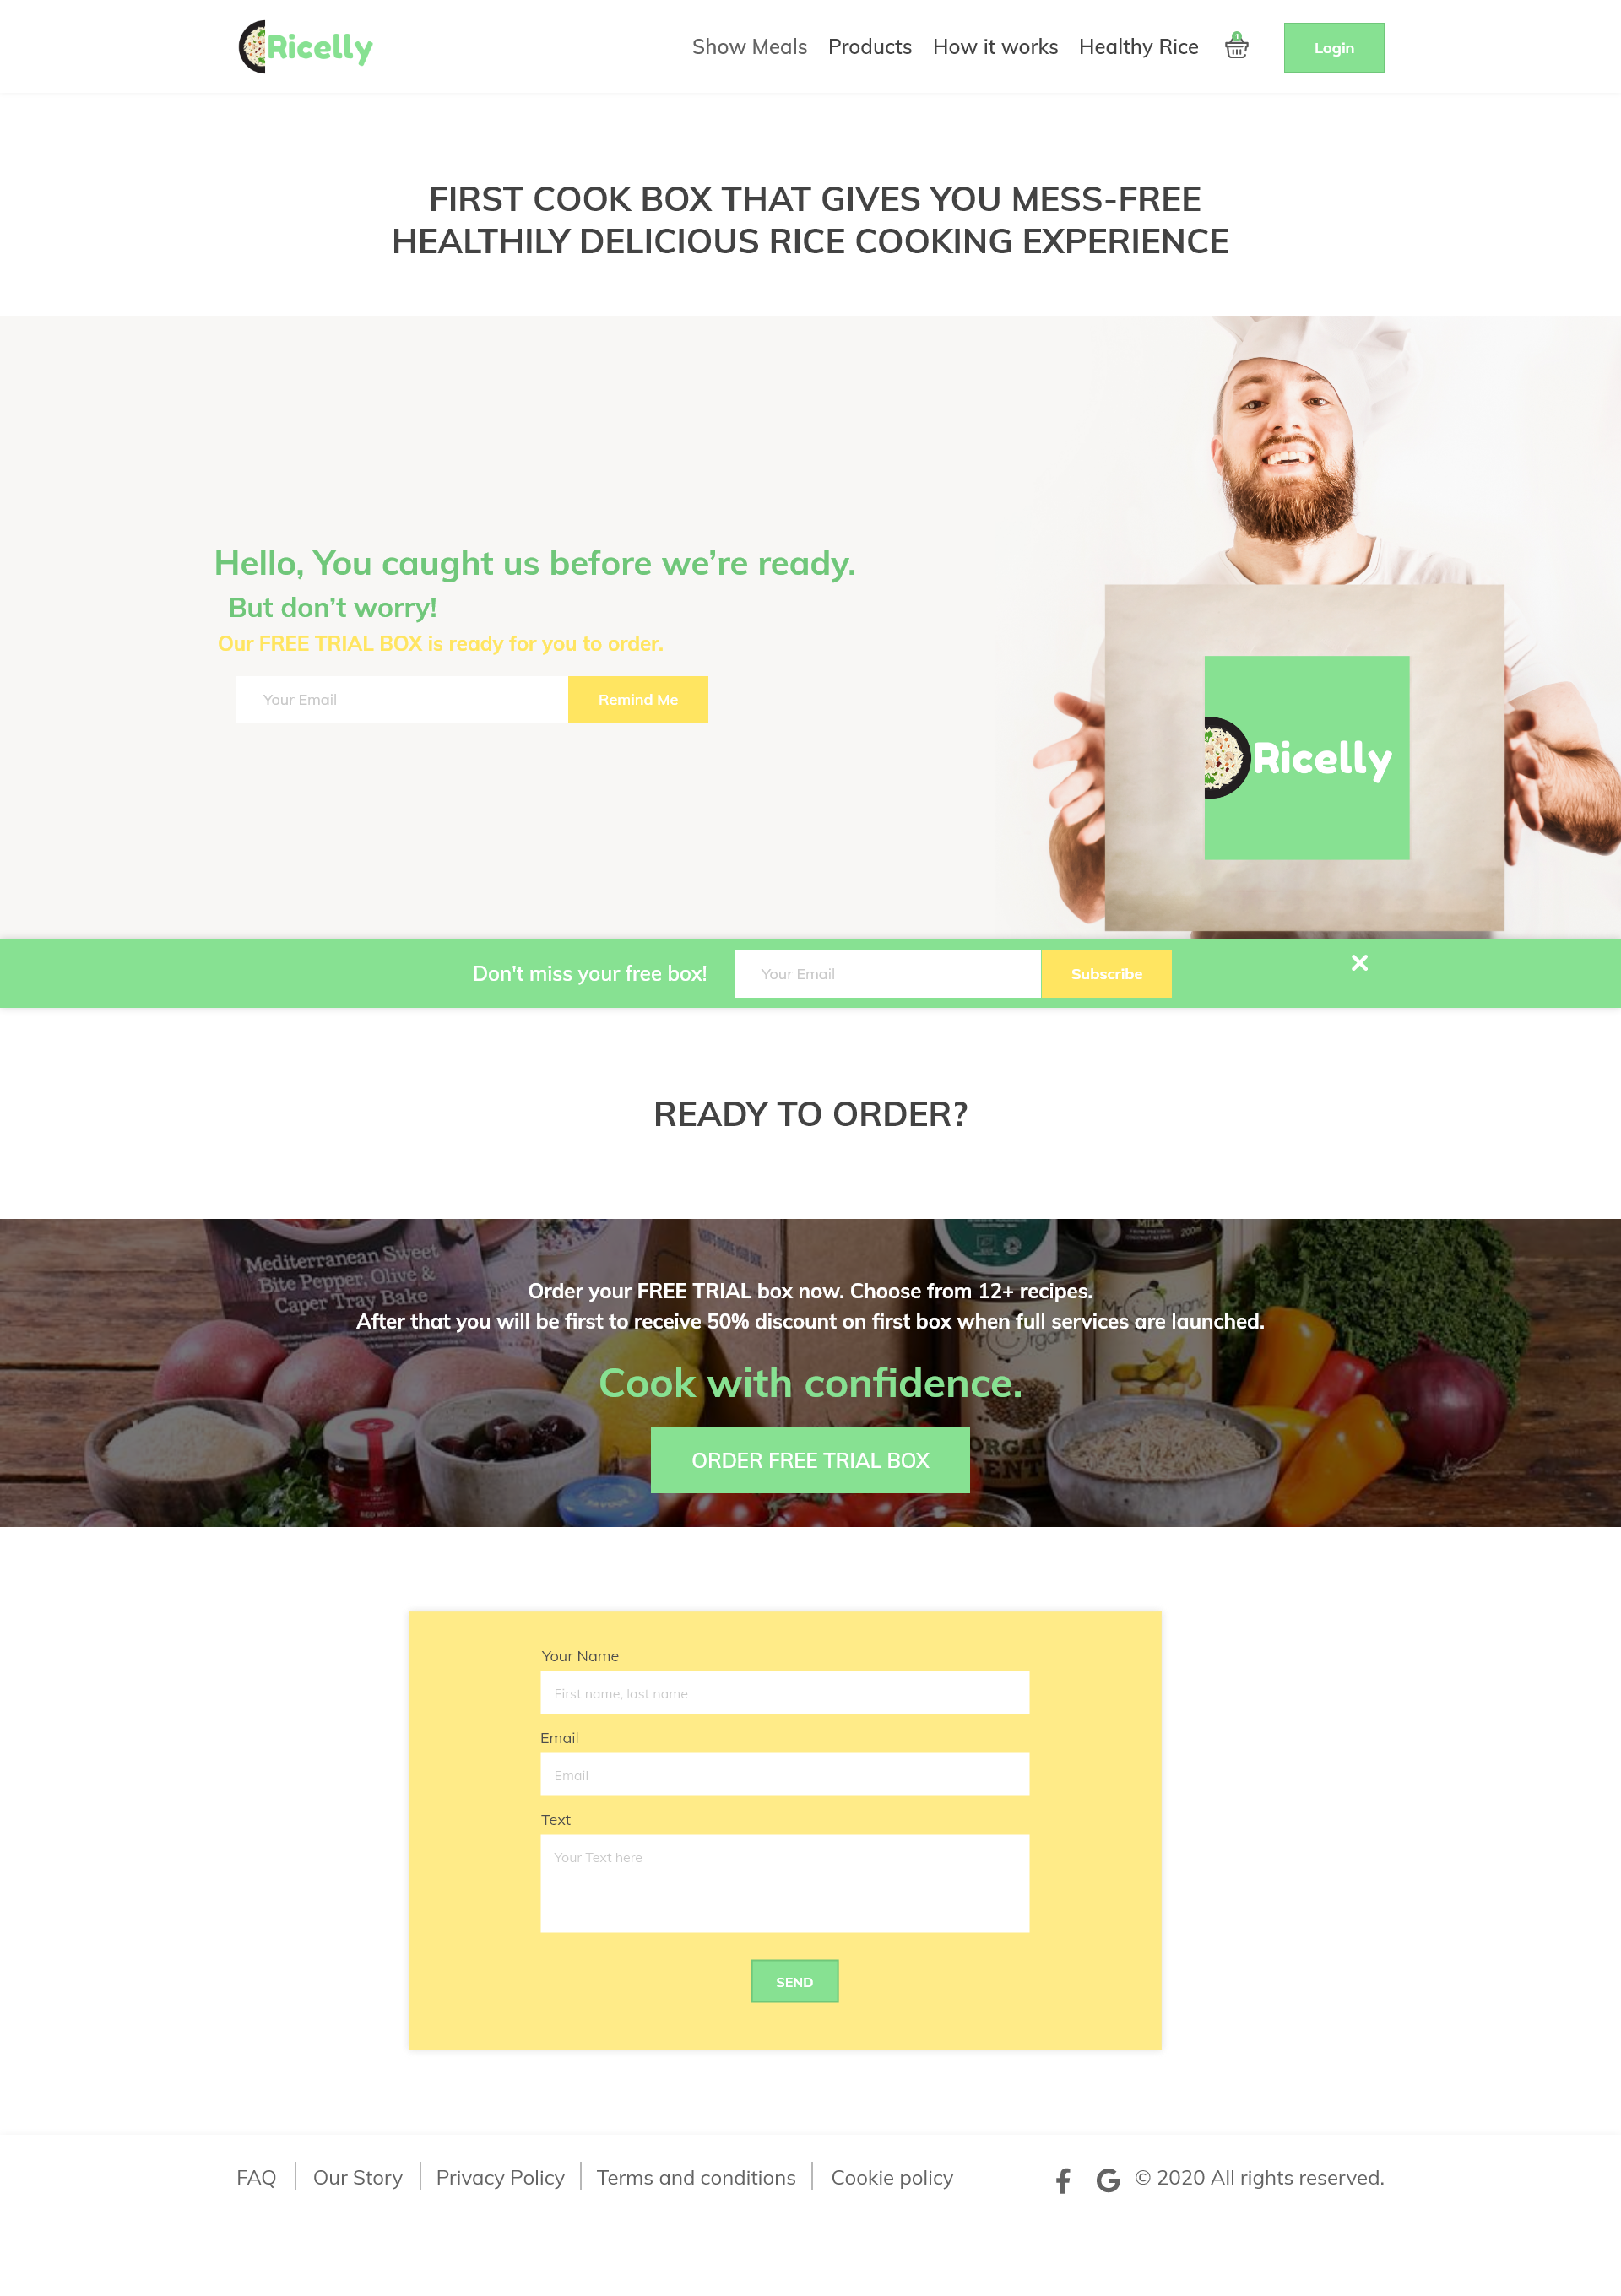 Ricelly
Show Meals Products How it works Healthy Rice Login
FIRST COOK BOX THAT GIVES YOU MESS-FREE
HEALTHILY DELICIOUS RICE COOKING EXPERIENCE
Hello, You caught us before we’re ready.
But don’t worry!
Our FREE TRIAL BOX is ready for you to order.
Your Email Remind Me
Ricelly
Don't miss your free box! Your Email Subscribe
READY TO ORDER?
Mediterranean Sweet
Bite Pepper, Olive &
Caper Tray Bake
MILK
200ml
Order your FREE TRIAL box now. Choose from 12+ recipes.
After that you will be first to receive 50% discount on first box when full services are launched.
Cook with confidence.
ORDER FREE TRIAL BOX
RED WINE
Your Name
First name, last name
Email
Email
Text
Your Text here
SEND
FAQ Our Story Privacy Policy Terms and conditions Cookie policy © 2020 All rights reserved.